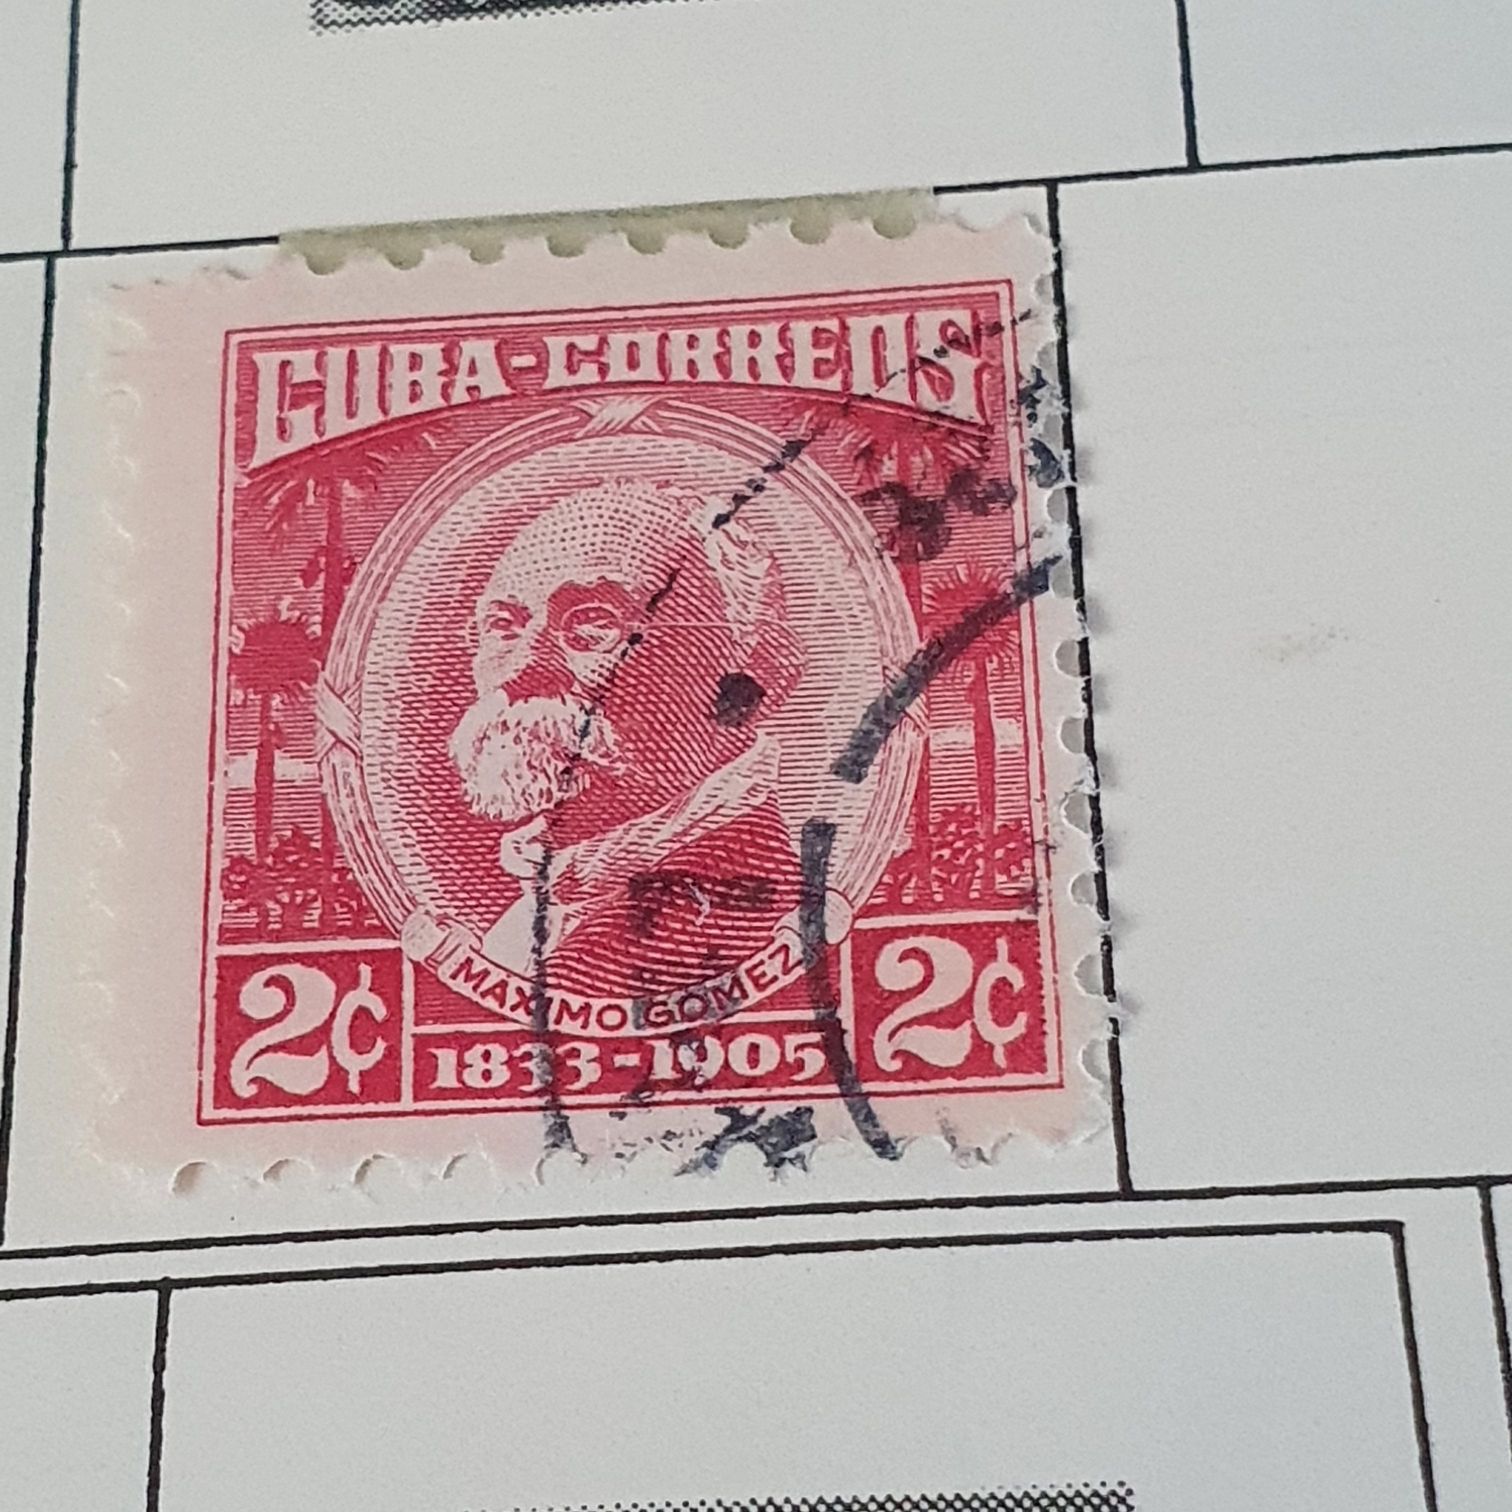 CUBA-CORREOS
MAXIMO GOMEZ
2¢ 1833-1905 2¢